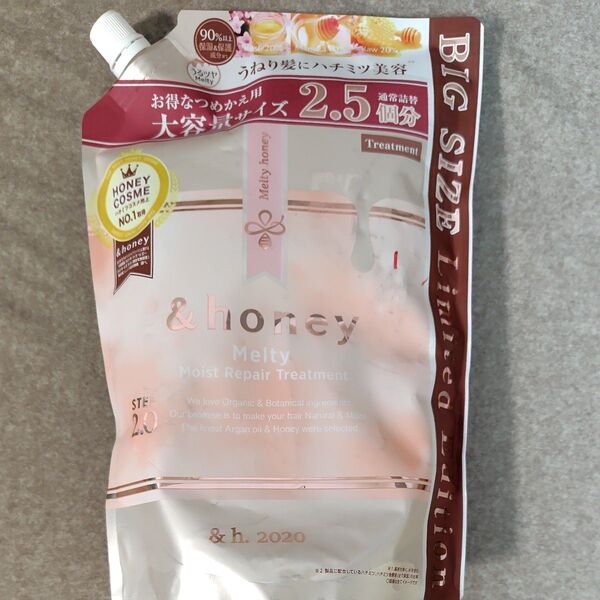 90%以上
保湿&保護
うるツヤ
Melty
うねり髪にハチミツ美容
お得なつめかえ用
大容量サイズ
通常詰替
2.5個分
Treatment
BIG SIZE Limited Edition
Melty honey
HONEY
COSME
NO.1
&honey
&honey
Melty
Moist Repair Treatment
STEP
2.0
We love Organic & Botanical ingredients.
Our promise is to make your hair Natural & Moist.
The finest Argan oil & Honey were selected
& h. 2020